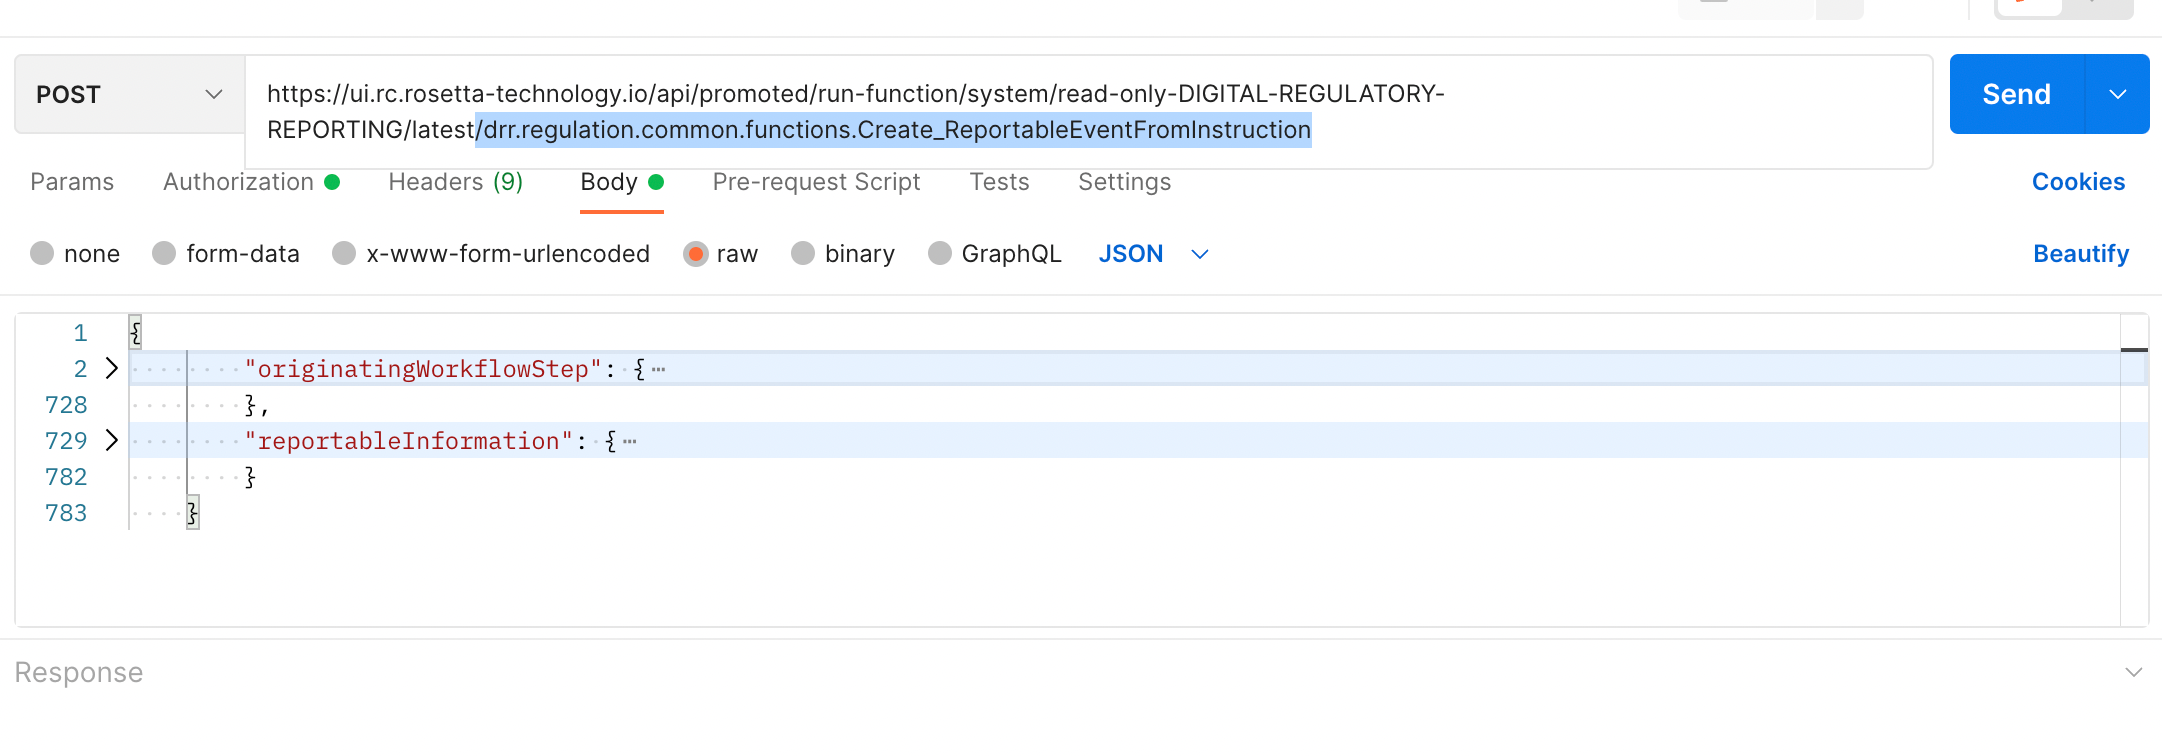 POST
https://ui.rc.rosetta-technology.io/api/promoted/run-function/system/read-only-DIGITAL-REGULATORY-
REPORTING/latest/drr.regulation.common.functions.Create_ReportableEventFromInstruction
Send
Params Authorization Headers (9) Body Pre-request Script Tests Settings Cookies
none form-data x-www-form-urlencoded raw binary GraphQL JSON Beautify
1 {
2 "originatingWorkflowStep": { ⋯
728 },
729 "reportableInformation": { ⋯
782 }
783 }
Response